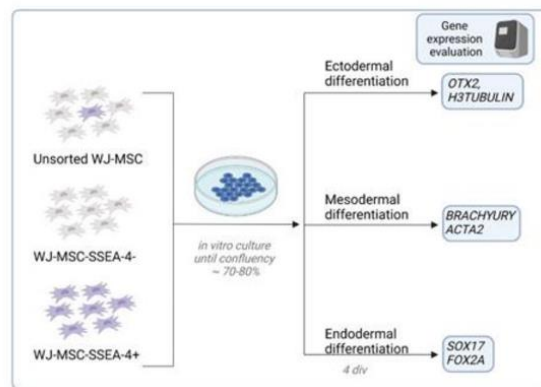 Gene
expression
evaluation
Ectodermal
differentiation
OTX2,
H3TUBULIN
Unsorted WJ-MSC
Mesodermal
differentiation
BRACHYURY
ACTA2
WJ-MSC-SSEA-4-
in vitro culture
until confluency
~ 70-80%
Endodermal
differentiation
4 div
SOX17
FOX2A
WJ-MSC-SSEA-4+